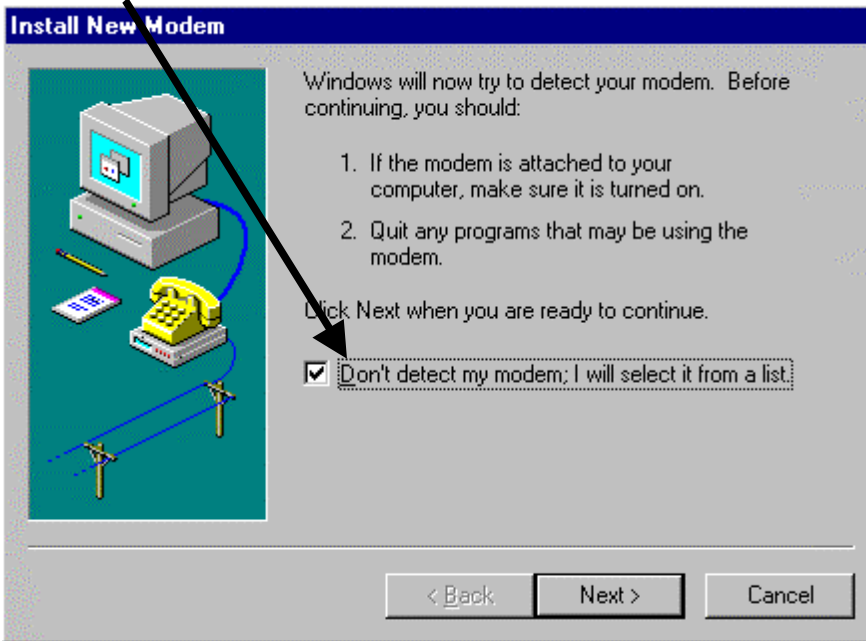 Install New Modem
Windows will now try to detect your modem. Before
continuing, you should:
1. If the modem is attached to your
computer, make sure it is turned on.
2. Quit any programs that may be using the
modem.
Click Next when you are ready to continue.
Don't detect my modem; I will select it from a list.
< Back
Next >
Cancel